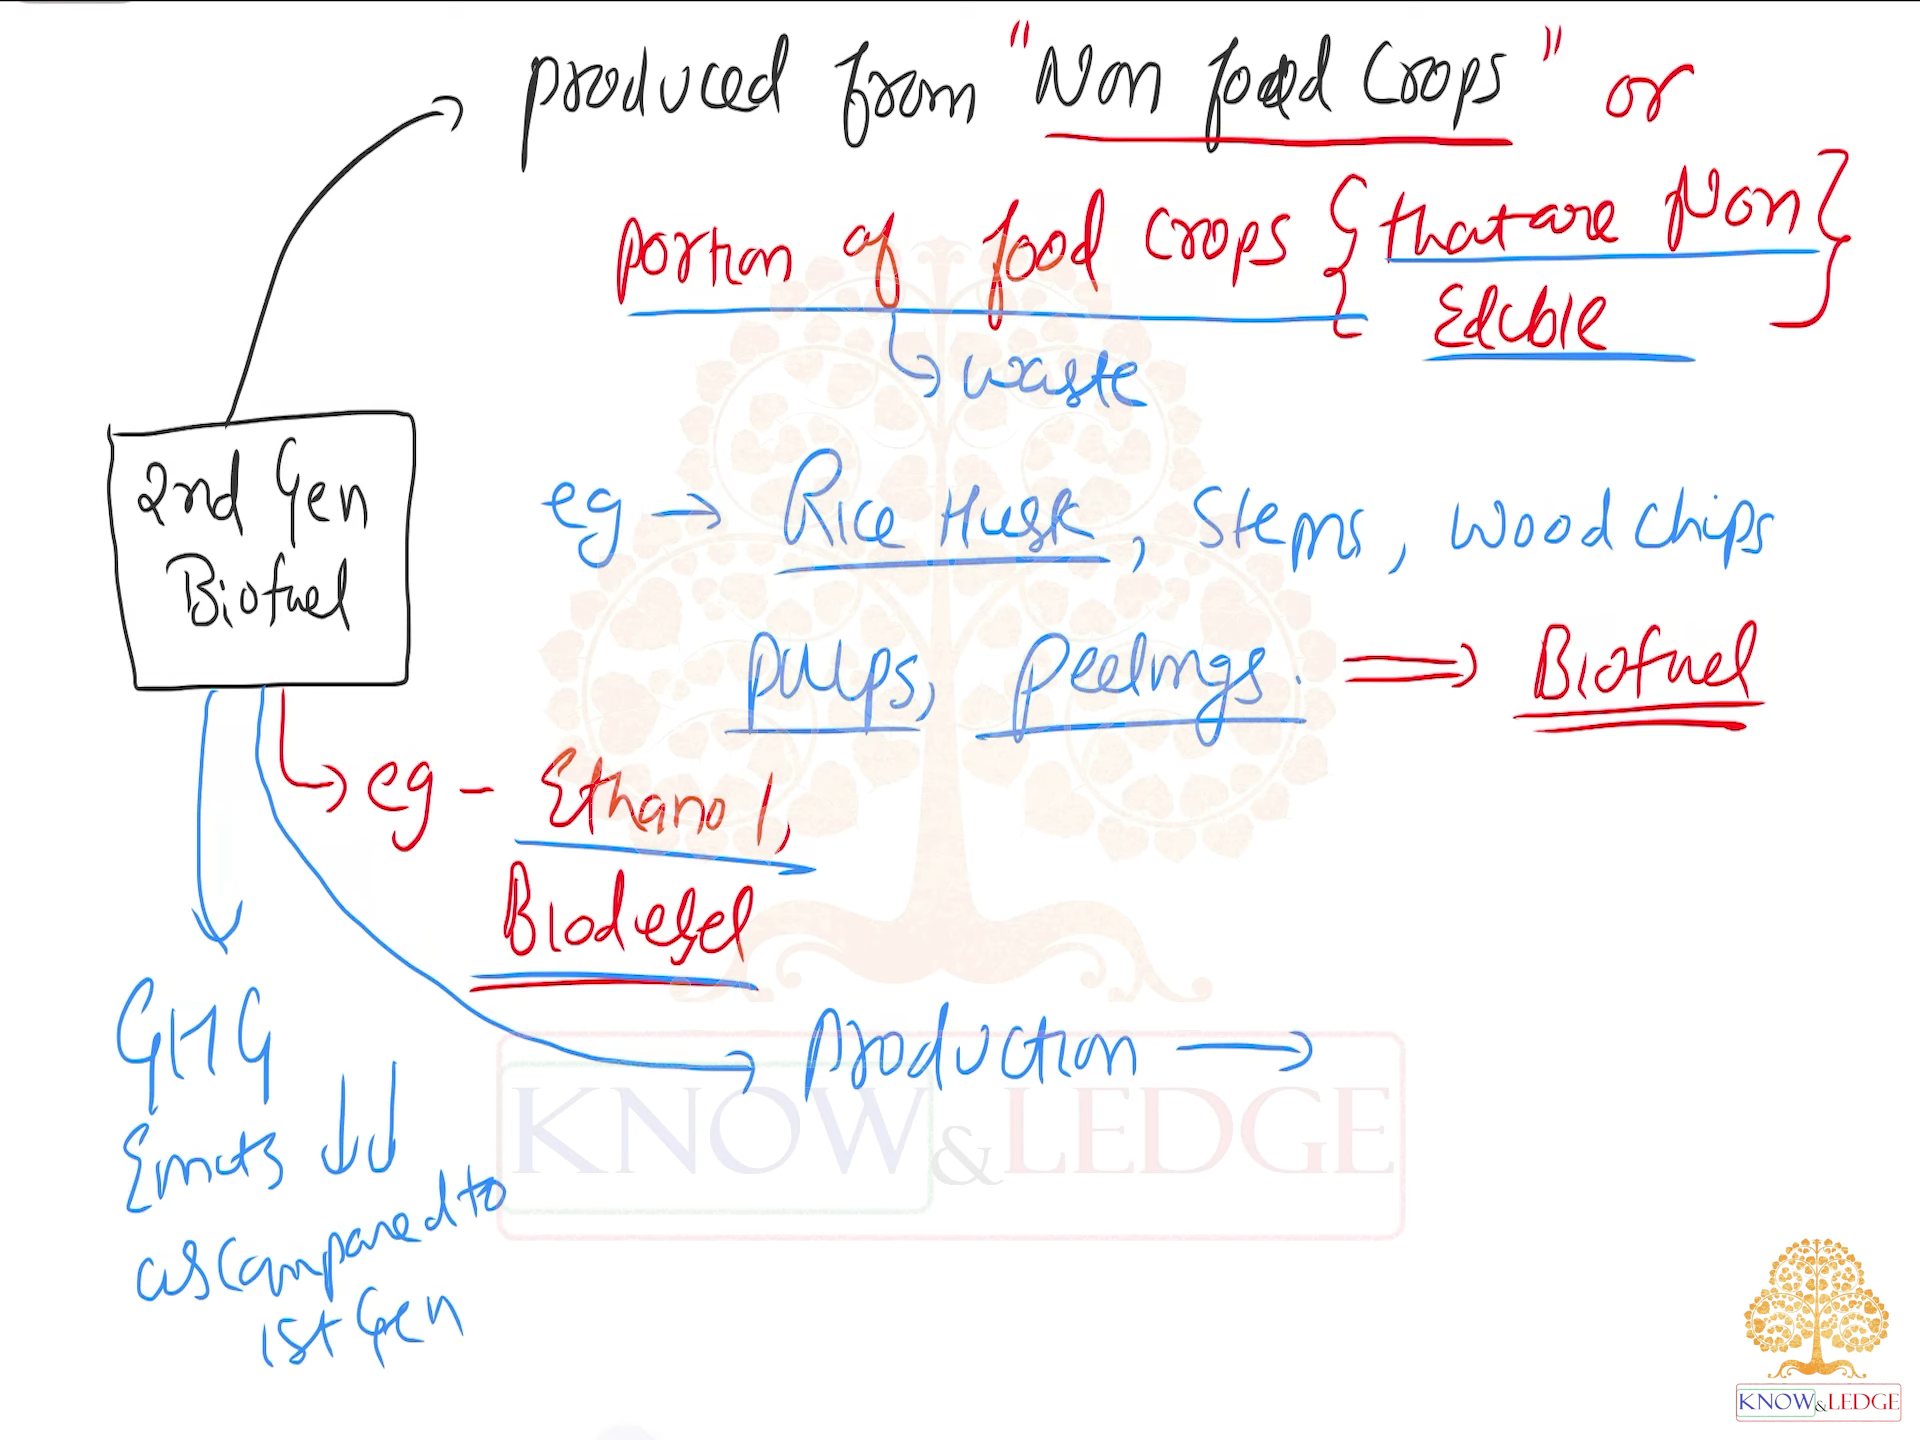 produced from "Non food Crops" or
portion of food crops {that are Non}
Edible
waste
2nd Gen
Biofuel
eg → Rice Husk, Stems, wood chips
pulps, peelings. ⇒ Biofuel
eg - Ethanol,
Biodiesel
GHG
Emits ↓↓
as compared to
1st Gen
production →
KNOW&LEDGE
KNOW&LEDGE